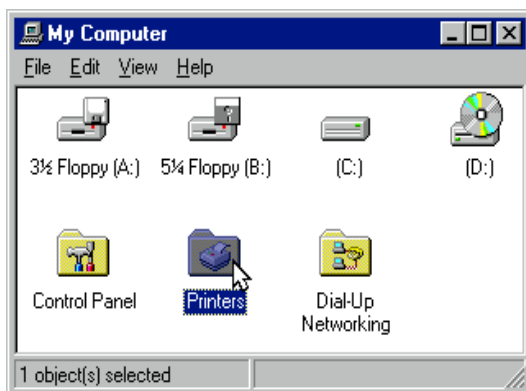 My Computer
File Edit View Help
3½ Floppy (A:) 5¼ Floppy (B:) (C:) (D:)
Control Panel Printers Dial-Up
Networking
1 object(s) selected